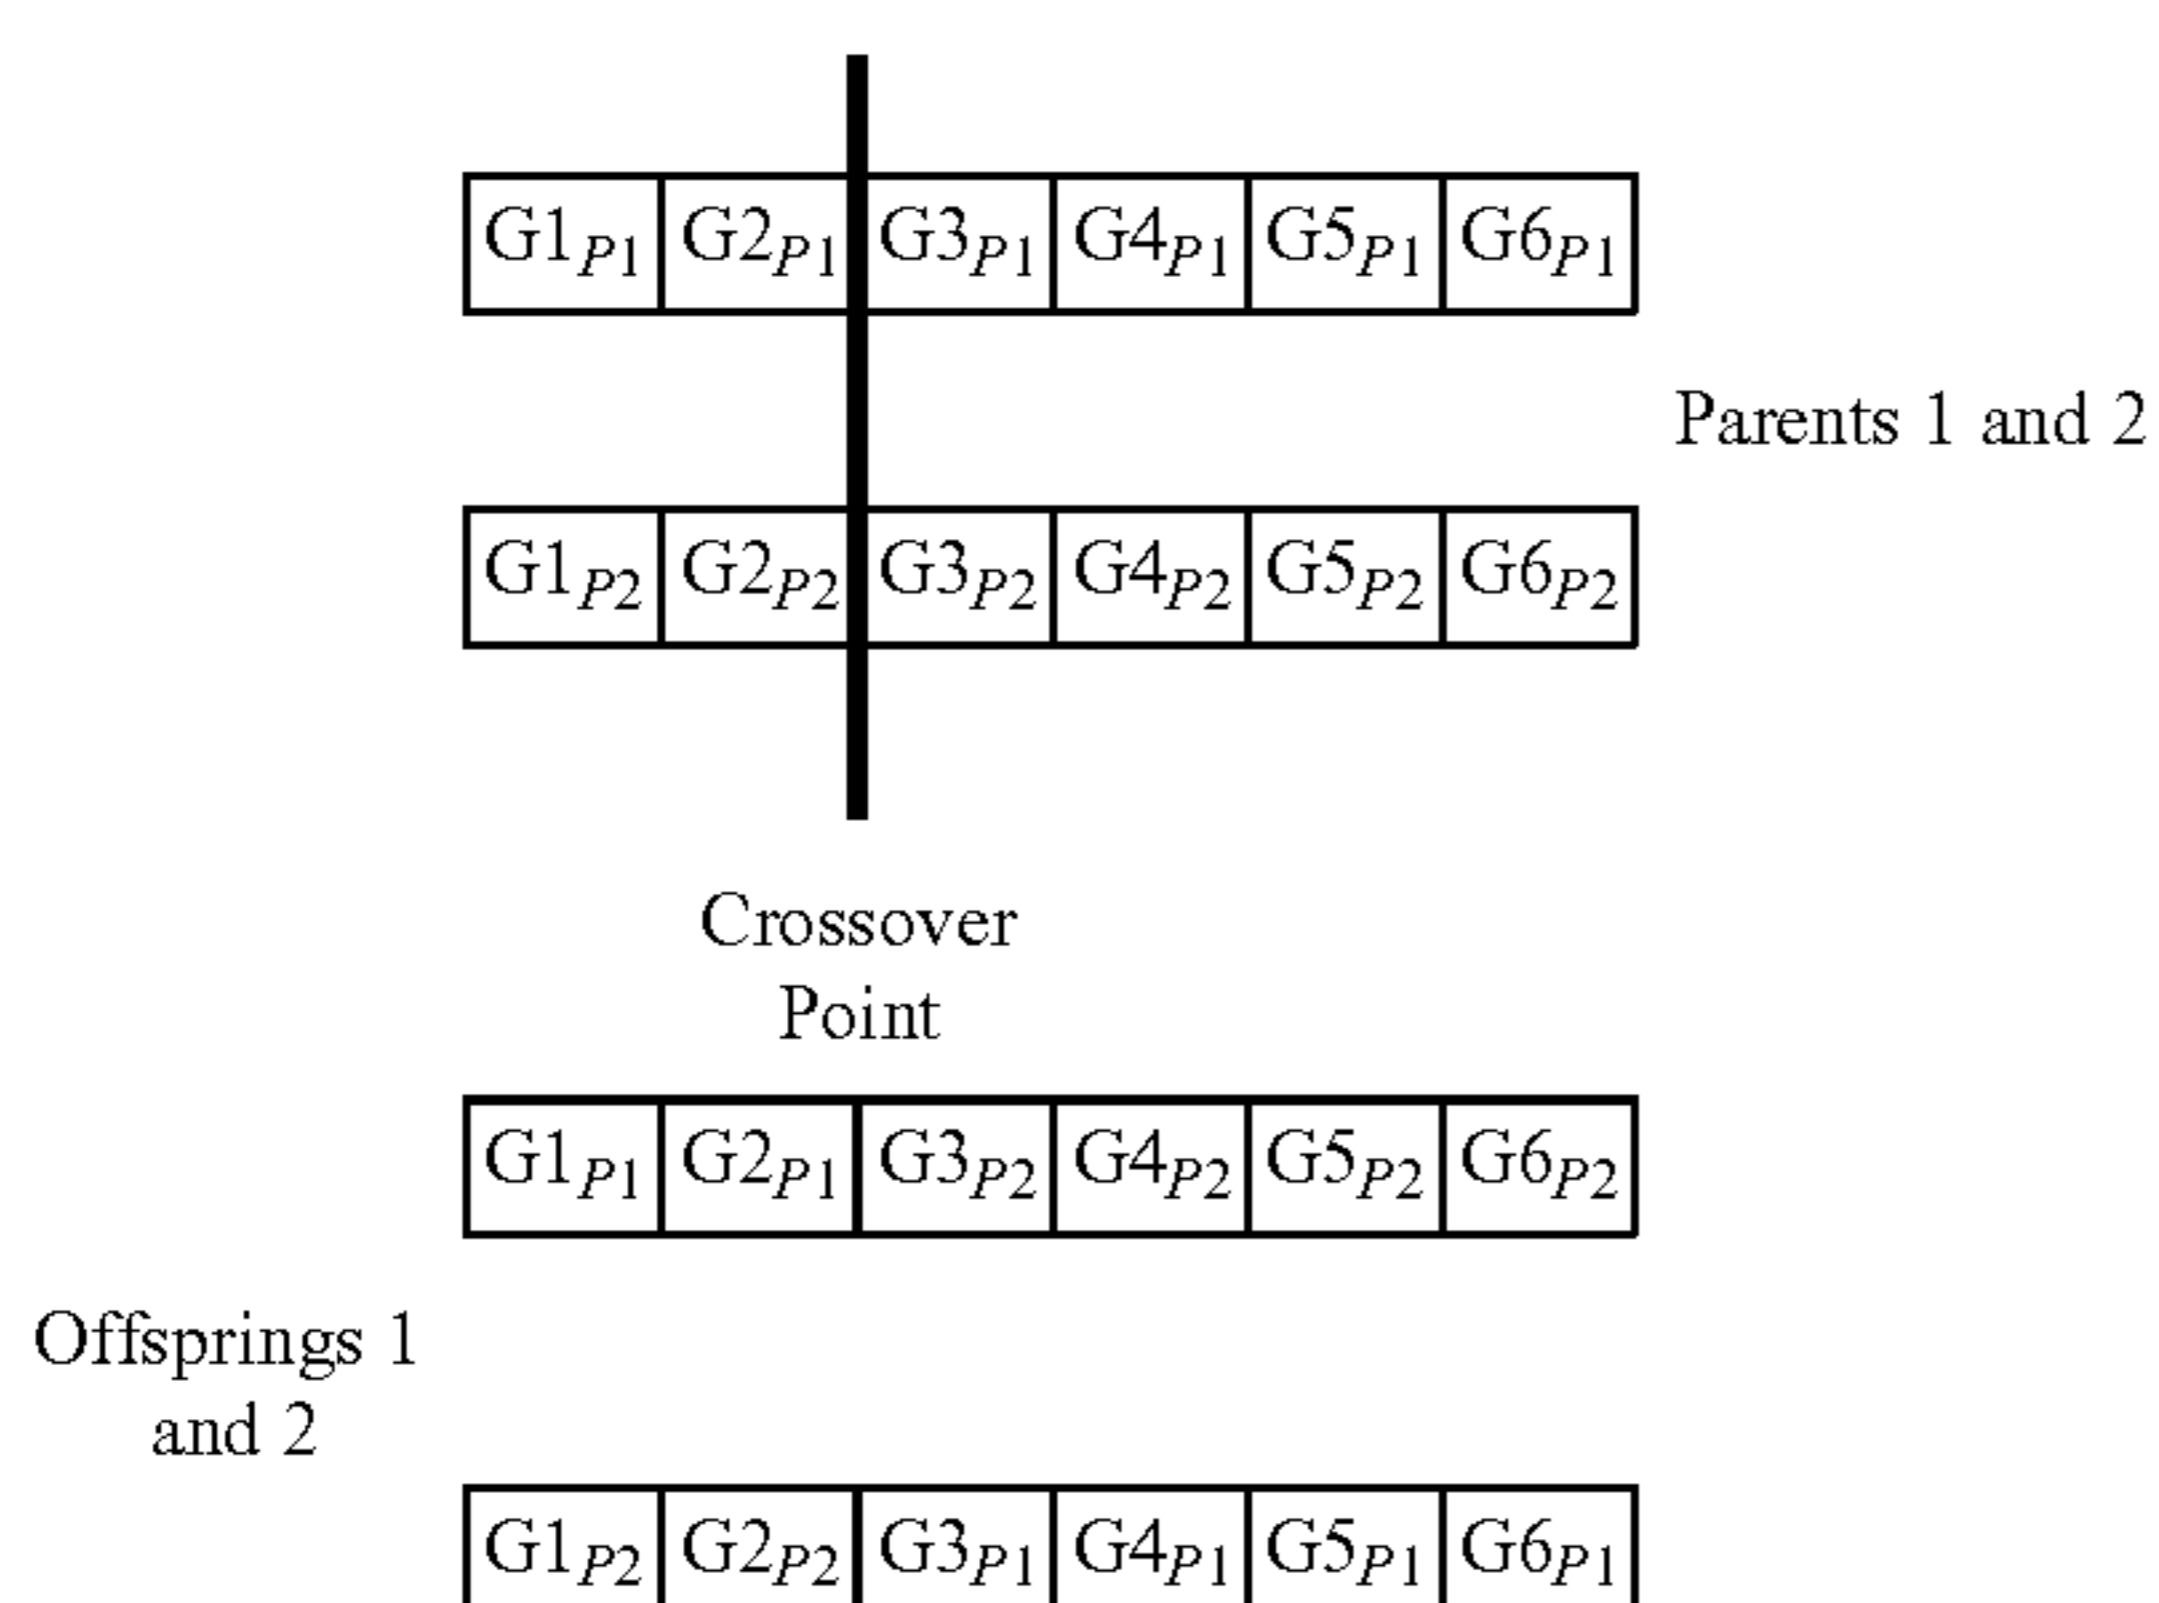 G1P1 G2P1 G3P1 G4P1 G5P1 G6P1
Parents 1 and 2
G1P2 G2P2 G3P2 G4P2 G5P2 G6P2
Crossover
Point
G1P1 G2P1 G3P2 G4P2 G5P2 G6P2
Offsprings 1
and 2
G1P2 G2P2 G3P1 G4P1 G5P1 G6P1